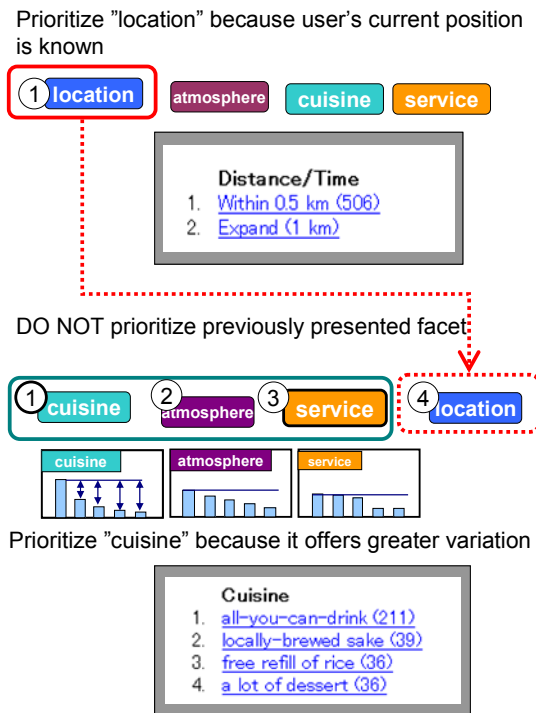 Prioritize ”location” because user’s current position
is known
1 location atmosphere cuisine service
Distance/Time
1. Within 0.5 km (506)
2. Expand (1 km)
DO NOT prioritize previously presented facet
1 cuisine 2 atmosphere 3 service 4 location
cuisine atmosphere service
Prioritize ”cuisine” because it offers greater variation
Cuisine
1. all-you-can-drink (211)
2. locally-brewed sake (39)
3. free refill of rice (36)
4. a lot of dessert (36)